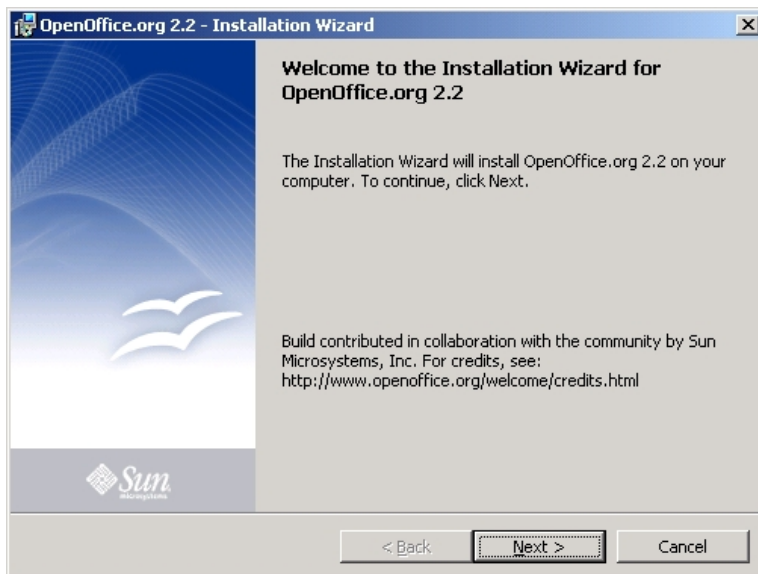 OpenOffice.org 2.2 - Installation Wizard
Welcome to the Installation Wizard for
OpenOffice.org 2.2
The Installation Wizard will install OpenOffice.org 2.2 on your
computer. To continue, click Next.
Build contributed in collaboration with the community by Sun
Microsystems, Inc. For credits, see:
http://www.openoffice.org/welcome/credits.html
Sun
microsystems
< Back
Next >
Cancel